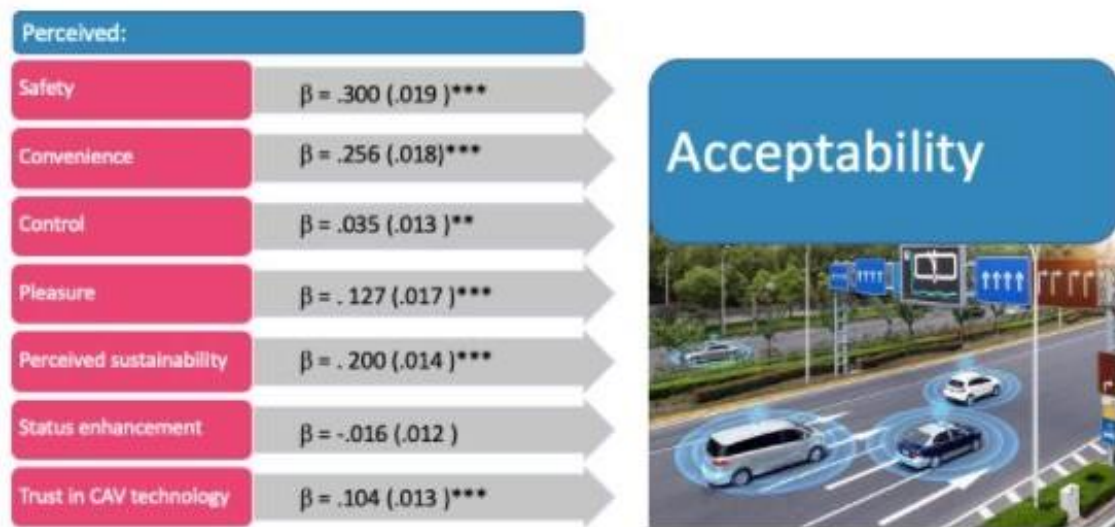 Perceived:
Safety
β = .300 (.019 )***
Convenience
β = .256 (.018)***
Control
β = .035 (.013 )**
Pleasure
β = . 127 (.017 )***
Perceived sustainability
β = . 200 (.014 )***
Status enhancement
β = -.016 (.012 )
Trust in CAV technology
β = .104 (.013 )***
Acceptability